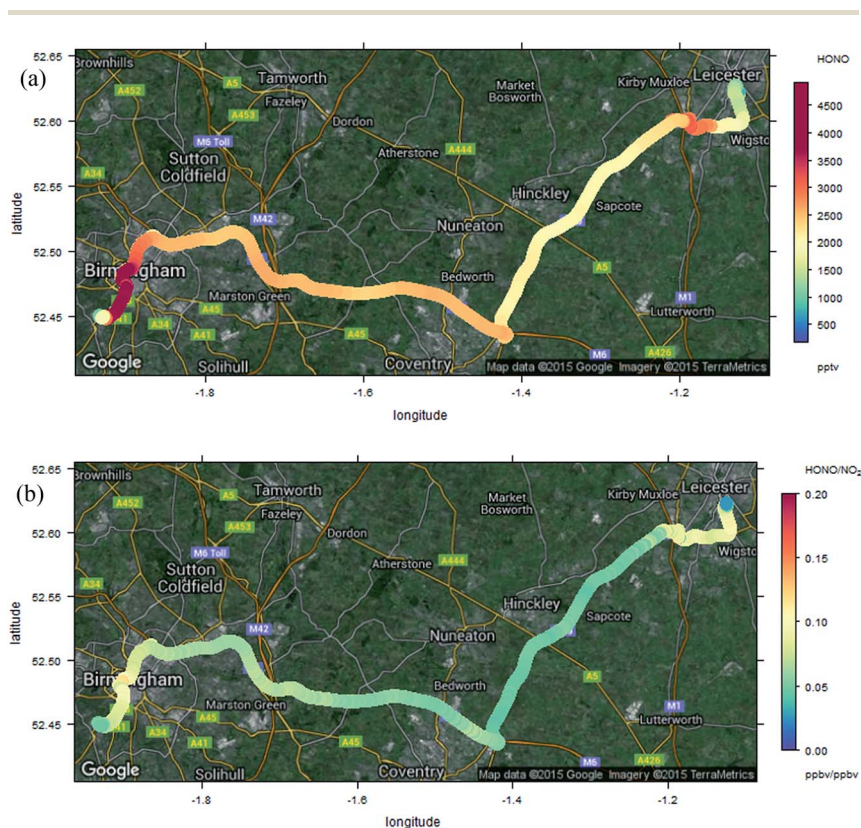 (a)
52.65
52.60
52.55
52.50
52.45
latitude
Brownhills
A452
A5
A453
Tamworth
Fazeley
M6 Toll
Dordon
A444
Atherstone
Market
Bosworth
Kirby Muxloe
Leicester
Wigston
A34
Sutton
Coldfield
M42
Nuneaton
Hinckley
Sapcote
Birmingham
Marston Green
Bedworth
A5
M1
Lutterworth
A45
A34
A41
A45
Solihull
Coventry
M6
A426
Google
Map data ©2015 Google Imagery ©2015 TerraMetrics
-1.8
-1.6
-1.4
-1.2
longitude
HONO
4500
4000
3500
3000
2500
2000
1500
1000
500
pptv
(b)
52.65
52.60
52.55
52.50
52.45
latitude
Brownhills
A452
A5
A453
Tamworth
Fazeley
M6 Toll
Dordon
A444
Atherstone
Market
Bosworth
Kirby Muxloe
Leicester
Wigsto
A34
Sutton
Coldfield
M42
Nuneaton
Hinckley
Sapcote
Birmingham
Marston Green
Bedworth
A5
M1
Lutterworth
A45
A34
A41
A45
Solihull
Coventry
M6
A426
Google
Map data ©2015 Google Imagery ©2015 TerraMetrics
-1.8
-1.6
-1.4
-1.2
longitude
HONO/NO₂
0.20
0.15
0.10
0.05
0.00
ppbv/ppbv